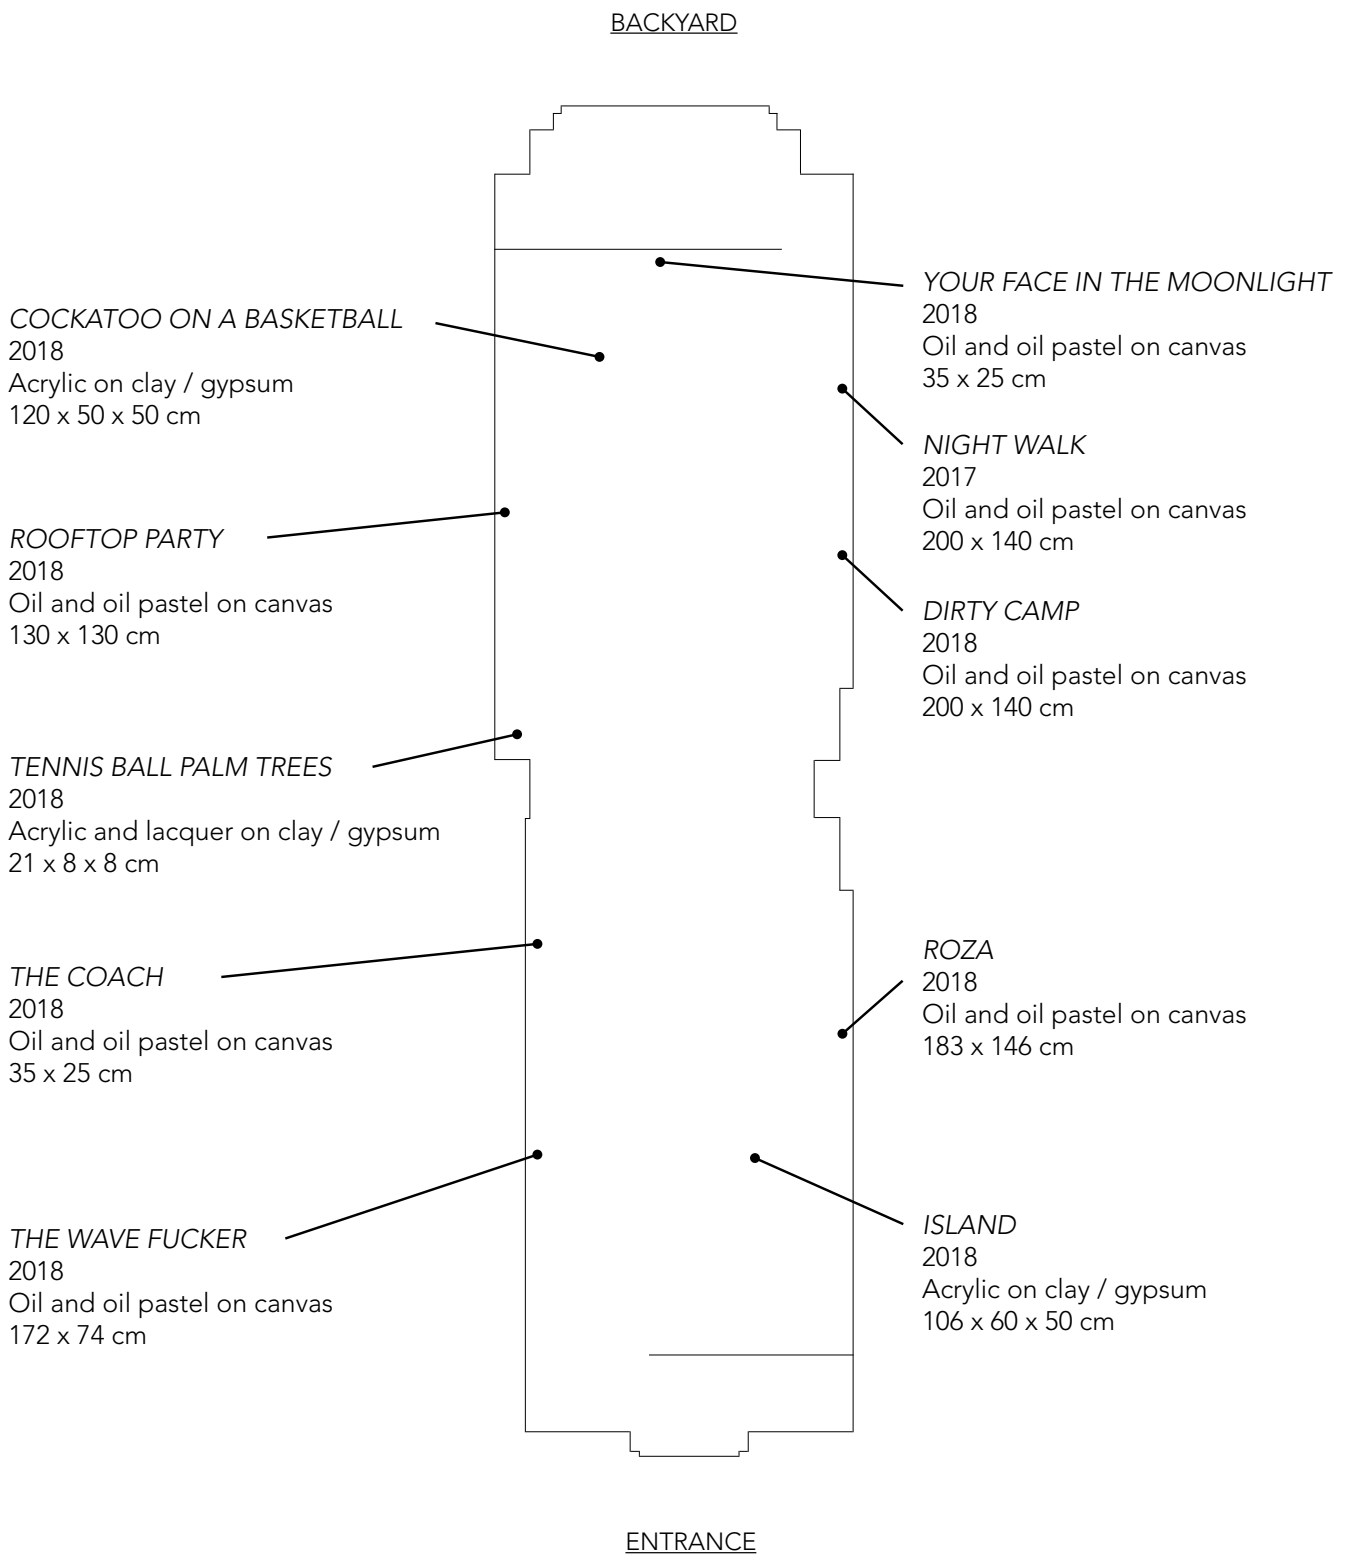 BACKYARD
COCKATOO ON A BASKETBALL
2018
Acrylic on clay / gypsum
120 x 50 x 50 cm
ROOFTOP PARTY
2018
Oil and oil pastel on canvas
130 x 130 cm
TENNIS BALL PALM TREES
2018
Acrylic and lacquer on clay / gypsum
21 x 8 x 8 cm
THE COACH
2018
Oil and oil pastel on canvas
35 x 25 cm
THE WAVE FUCKER
2018
Oil and oil pastel on canvas
172 x 74 cm
YOUR FACE IN THE MOONLIGHT
2018
Oil and oil pastel on canvas
35 x 25 cm
NIGHT WALK
2017
Oil and oil pastel on canvas
200 x 140 cm
DIRTY CAMP
2018
Oil and oil pastel on canvas
200 x 140 cm
ROZA
2018
Oil and oil pastel on canvas
183 x 146 cm
ISLAND
2018
Acrylic on clay / gypsum
106 x 60 x 50 cm
ENTRANCE